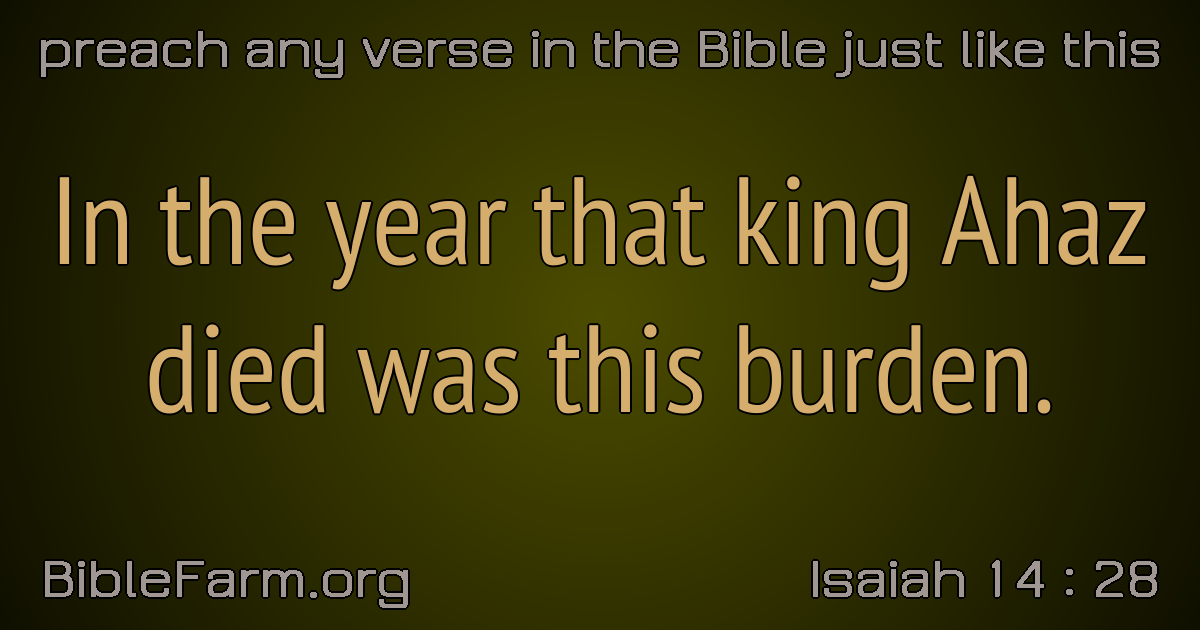 preach any verse in the Bible just like this
In the year that king Ahaz
died was this burden.
BibleFarm.org
Isaiah 14 : 28